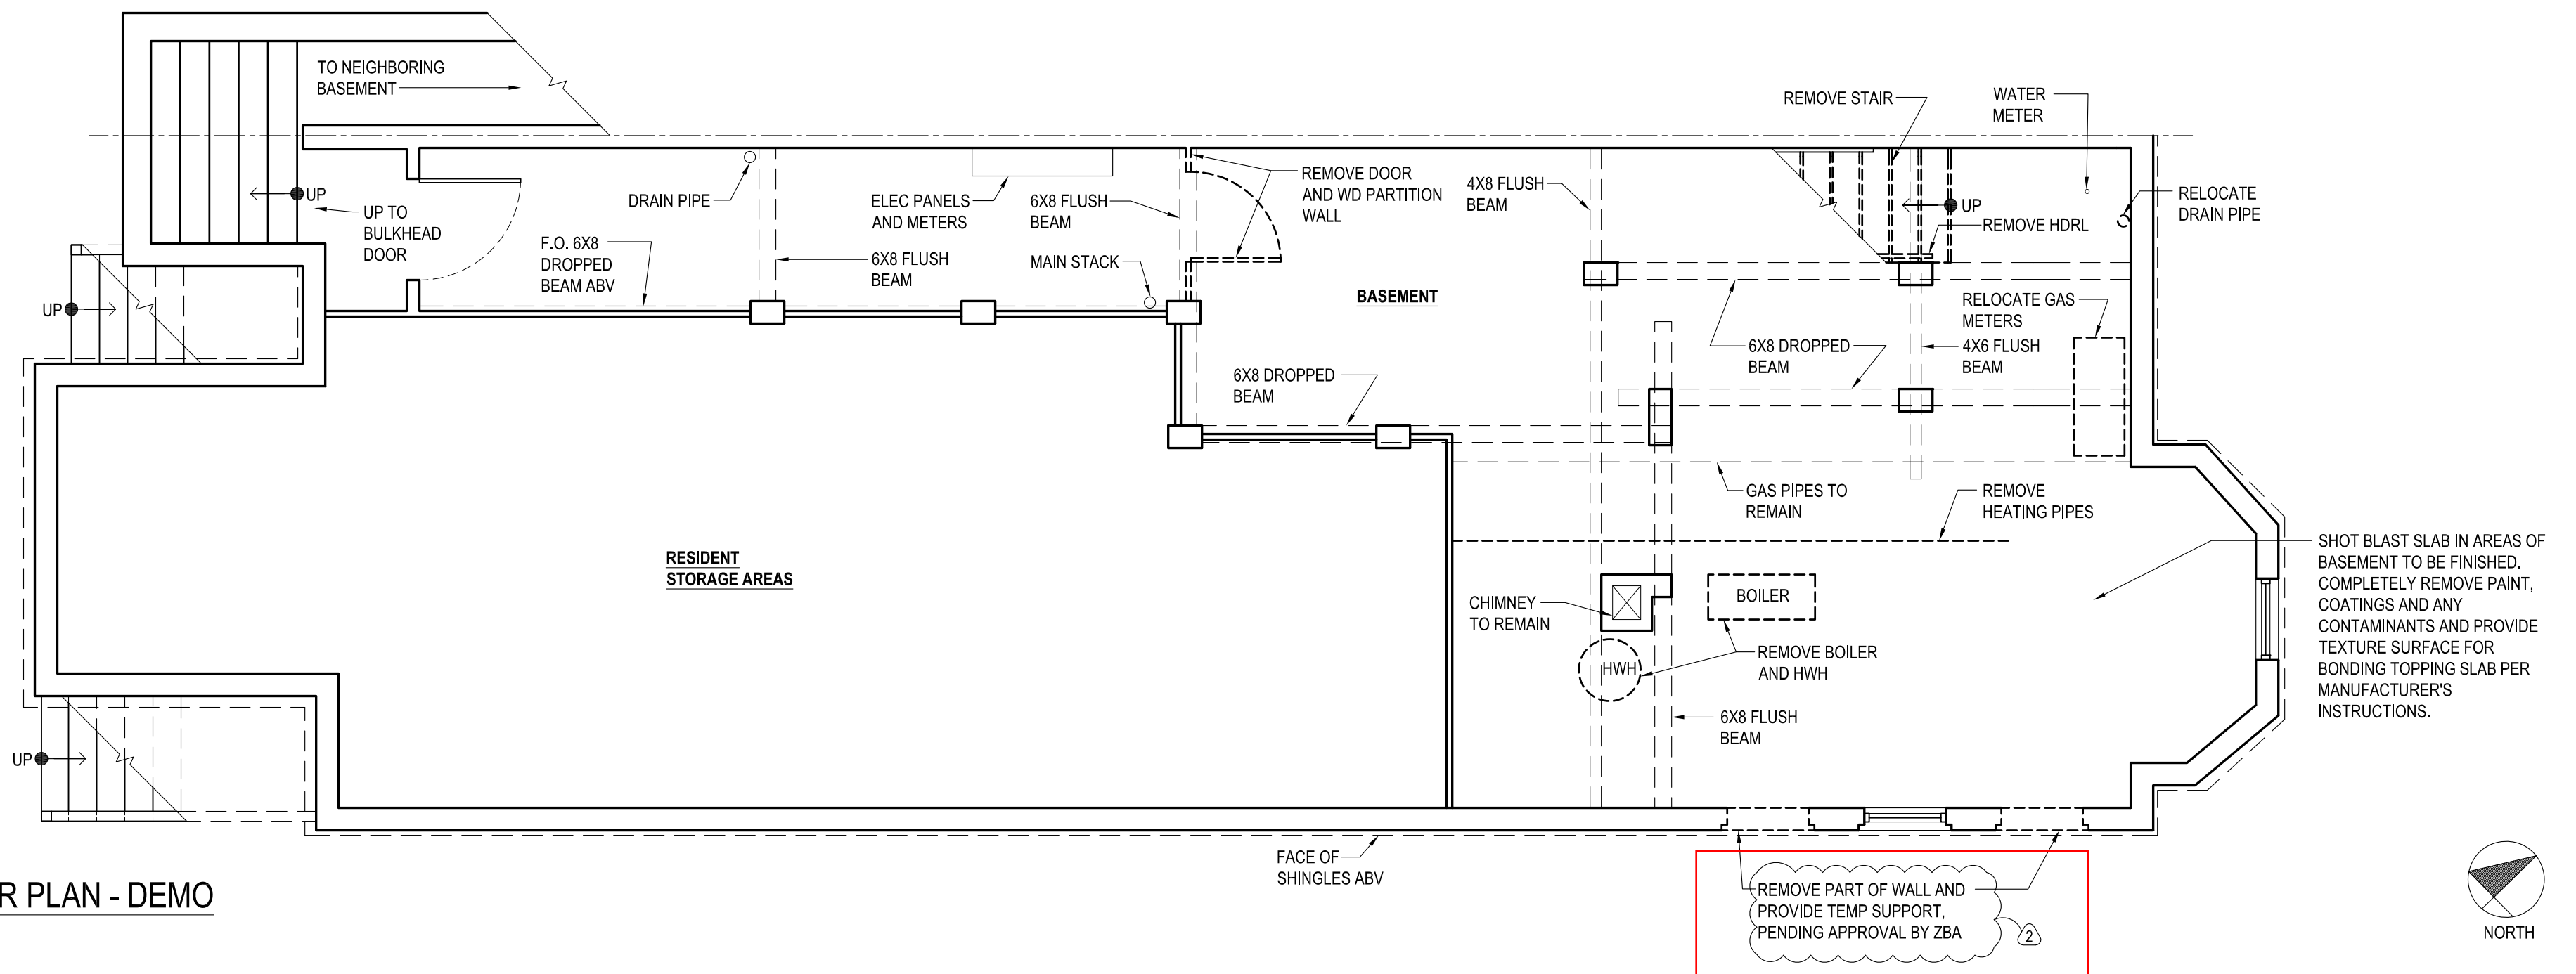 TO NEIGHBORING
BASEMENT
REMOVE STAIR
WATER
METER
UP
UP TO
BULKHEAD
DOOR
DRAIN PIPE
ELEC PANELS
AND METERS
6X8 FLUSH
BEAM
REMOVE DOOR
AND WD PARTITION
WALL
4X8 FLUSH
BEAM
UP
REMOVE HDRL
RELOCATE
DRAIN PIPE
F.O. 6X8
DROPPED
BEAM ABV
6X8 FLUSH
BEAM
MAIN STACK
BASEMENT
RELOCATE GAS
METERS
UP
6X8 DROPPED
BEAM
4X6 FLUSH
BEAM
6X8 DROPPED
BEAM
GAS PIPES TO
REMAIN
REMOVE
HEATING PIPES
RESIDENT
STORAGE AREAS
SHOT BLAST SLAB IN AREAS OF
BASEMENT TO BE FINISHED.
COMPLETELY REMOVE PAINT,
COATINGS AND ANY
CONTAMINANTS AND PROVIDE
TEXTURE SURFACE FOR
BONDING TOPPING SLAB PER
MANUFACTURER'S
INSTRUCTIONS.
CHIMNEY
TO REMAIN
BOILER
HWH
REMOVE BOILER
AND HWH
6X8 FLUSH
BEAM
UP
FACE OF
SHINGLES ABV
REMOVE PART OF WALL AND
PROVIDE TEMP SUPPORT,
PENDING APPROVAL BY ZBA
2
R PLAN - DEMO
NORTH